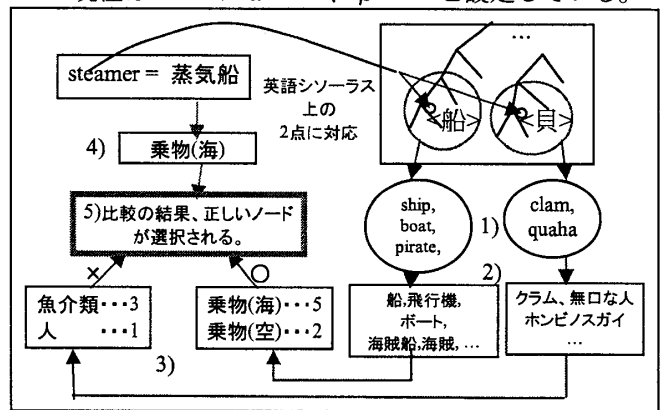 steamer = 蒸気船
英語シソーラス
上の
2点に対応
…
<船>
<貝>
4)
乗物(海)
5)比較の結果、正しいノード
が選択される。
ship,
boat,
pirate,
1)
clam,
quaha
2)
×
○
魚介類･･･3
人 ･･･1
乗物(海)･･･5
乗物(空)･･･2
船,飛行機,
ボート,
海賊船,海賊, …
クラム、無口な人
ホンビノスガイ
…
3)